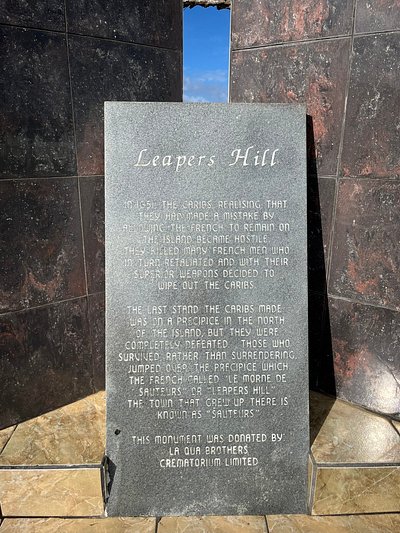 Leapers Hill
IN 1651 THE CARIBS, REALISING THAT
THEY HAD MADE A MISTAKE BY
ALLOWING THE FRENCH TO REMAIN ON
THE ISLAND BECAME HOSTILE.
THEY KILLED MANY FRENCH MEN WHO
IN TURN RETALIATED AND WITH THEIR
SUPERIOR WEAPONS DECIDED TO
WIPE OUT THE CARIBS.
THE LAST STAND THE CARIBS MADE
WAS ON A PRECIPICE IN THE NORTH
OF THE ISLAND, BUT THEY WERE
COMPLETELY DEFEATED. THOSE WHO
SURVIVED, RATHER THAN SURRENDERING,
JUMPED OVER THE PRECIPICE WHICH
THE FRENCH CALLED "LE MORNE DE
SAUTEURS" OR "LEAPERS HILL".
THE TOWN THAT GREW UP THERE IS
KNOWN AS "SAUTEURS".
THIS MONUMENT WAS DONATED BY:
LA QUA BROTHERS
CREMATORIUM LIMITED